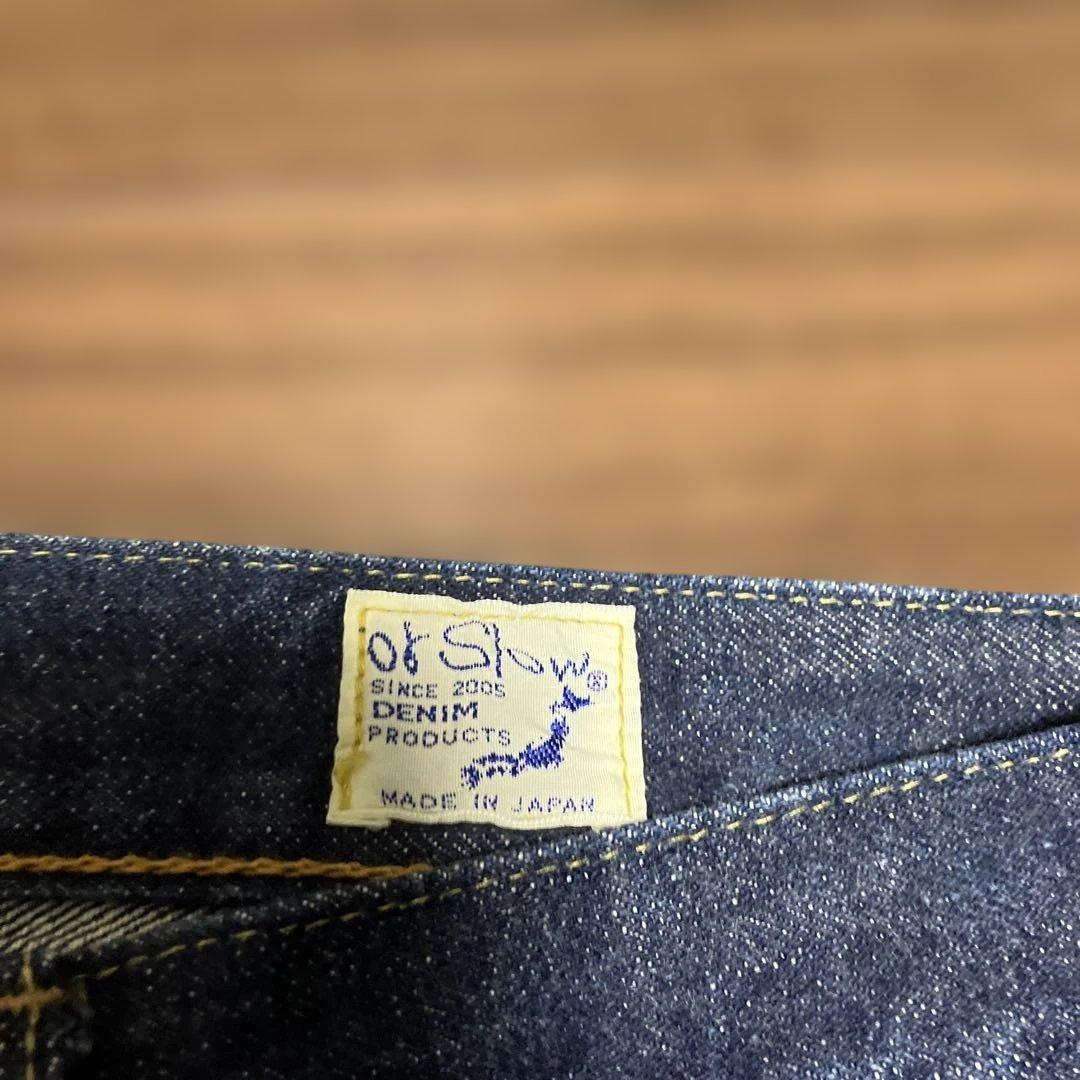 or Slow®
SINCE 2005
DENIM
PRODUCTS
MADE IN JAPAN